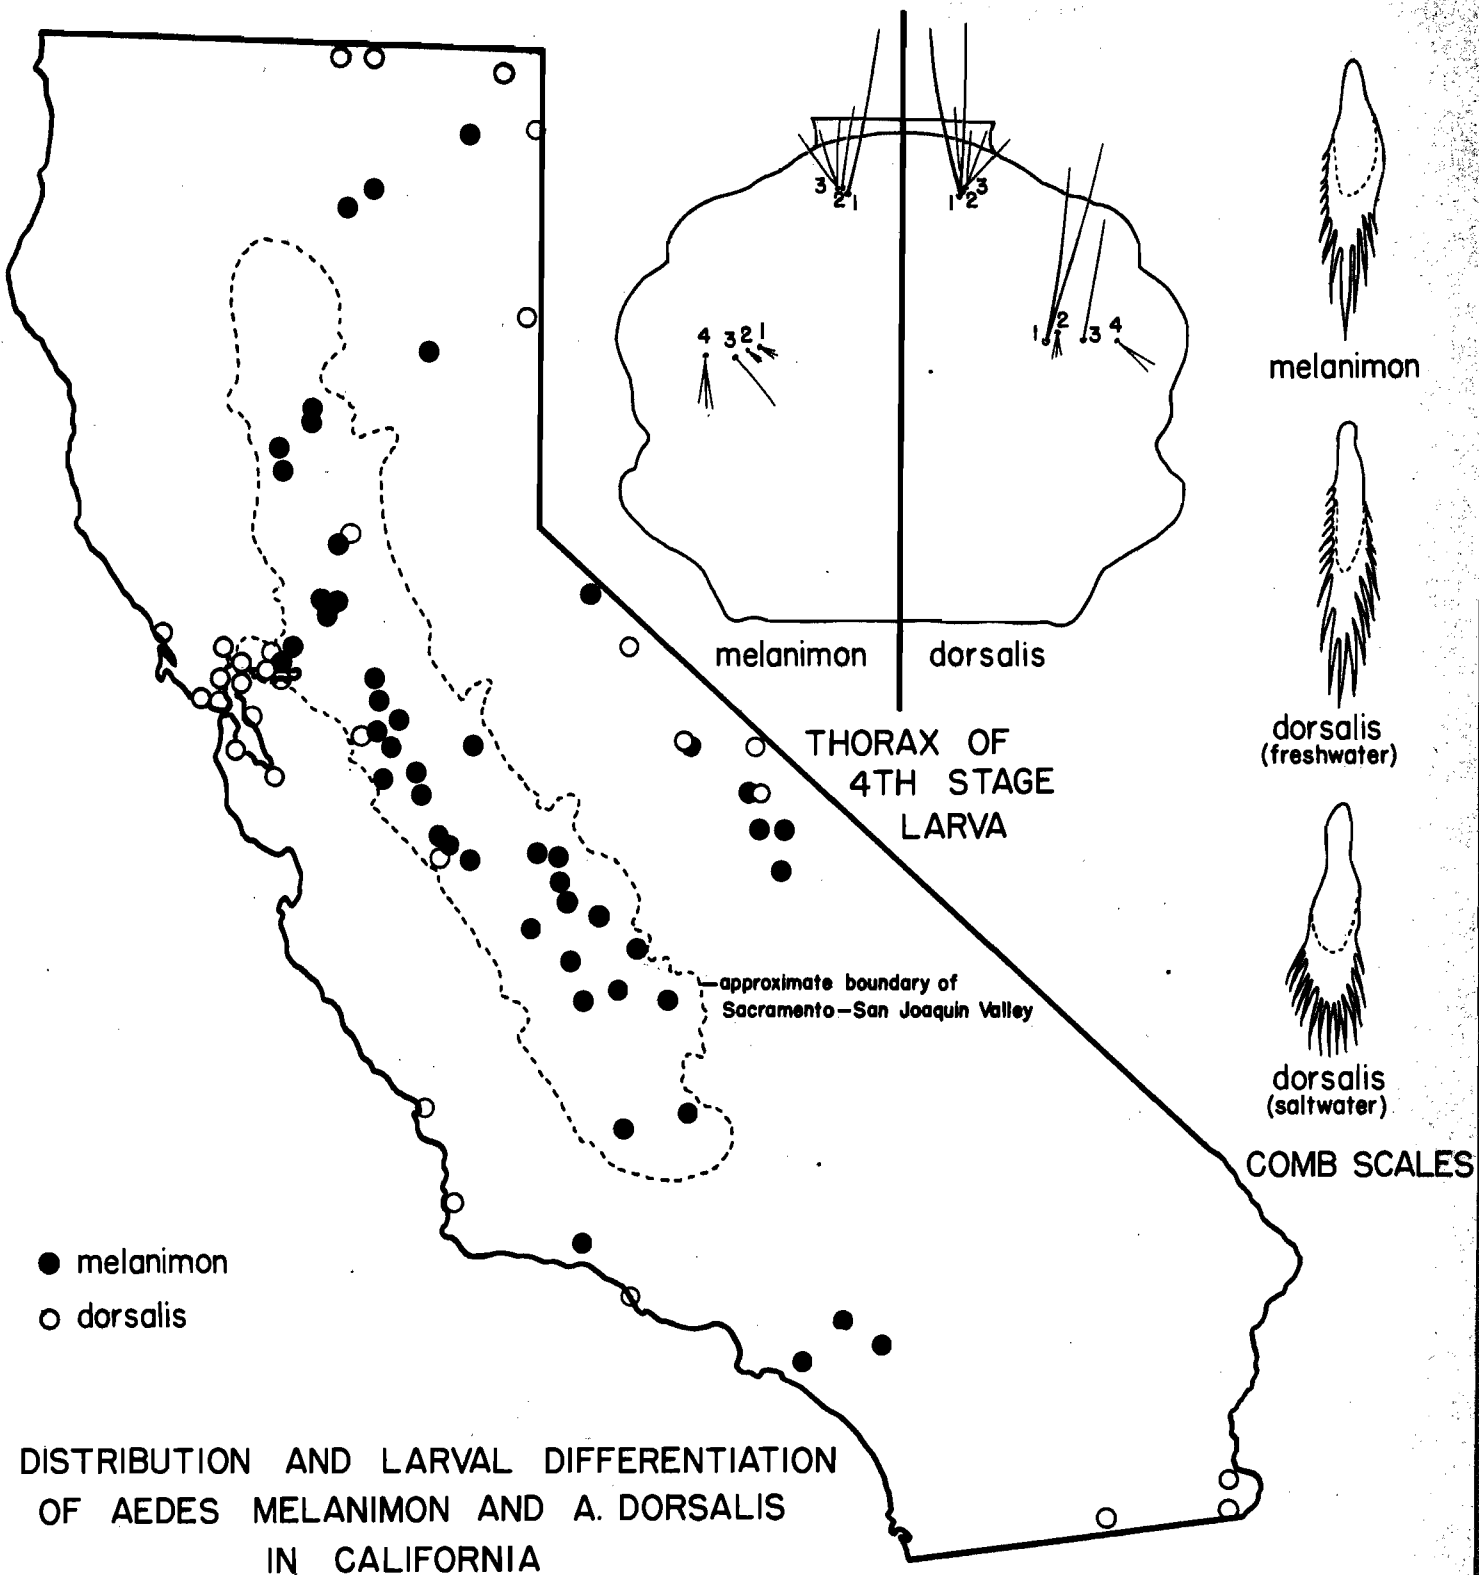 3
2 1
3
1 2
4 3 2 1
1 2 3 4
melanimon
dorsalis
THORAX OF
4TH STAGE
LARVA
melanimon
dorsalis
(freshwater)
dorsalis
(saltwater)
COMB SCALES
approximate boundary of
Sacramento-San Joaquin Valley
melanimon
dorsalis
DISTRIBUTION AND LARVAL DIFFERENTIATION
OF AEDES MELANIMON AND A. DORSALIS
IN CALIFORNIA